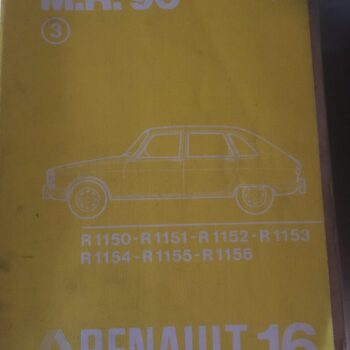 M.R. 90
3
R1150-R1151-R1152-R1153
R1154-R1155-R1156
RENAULT 16